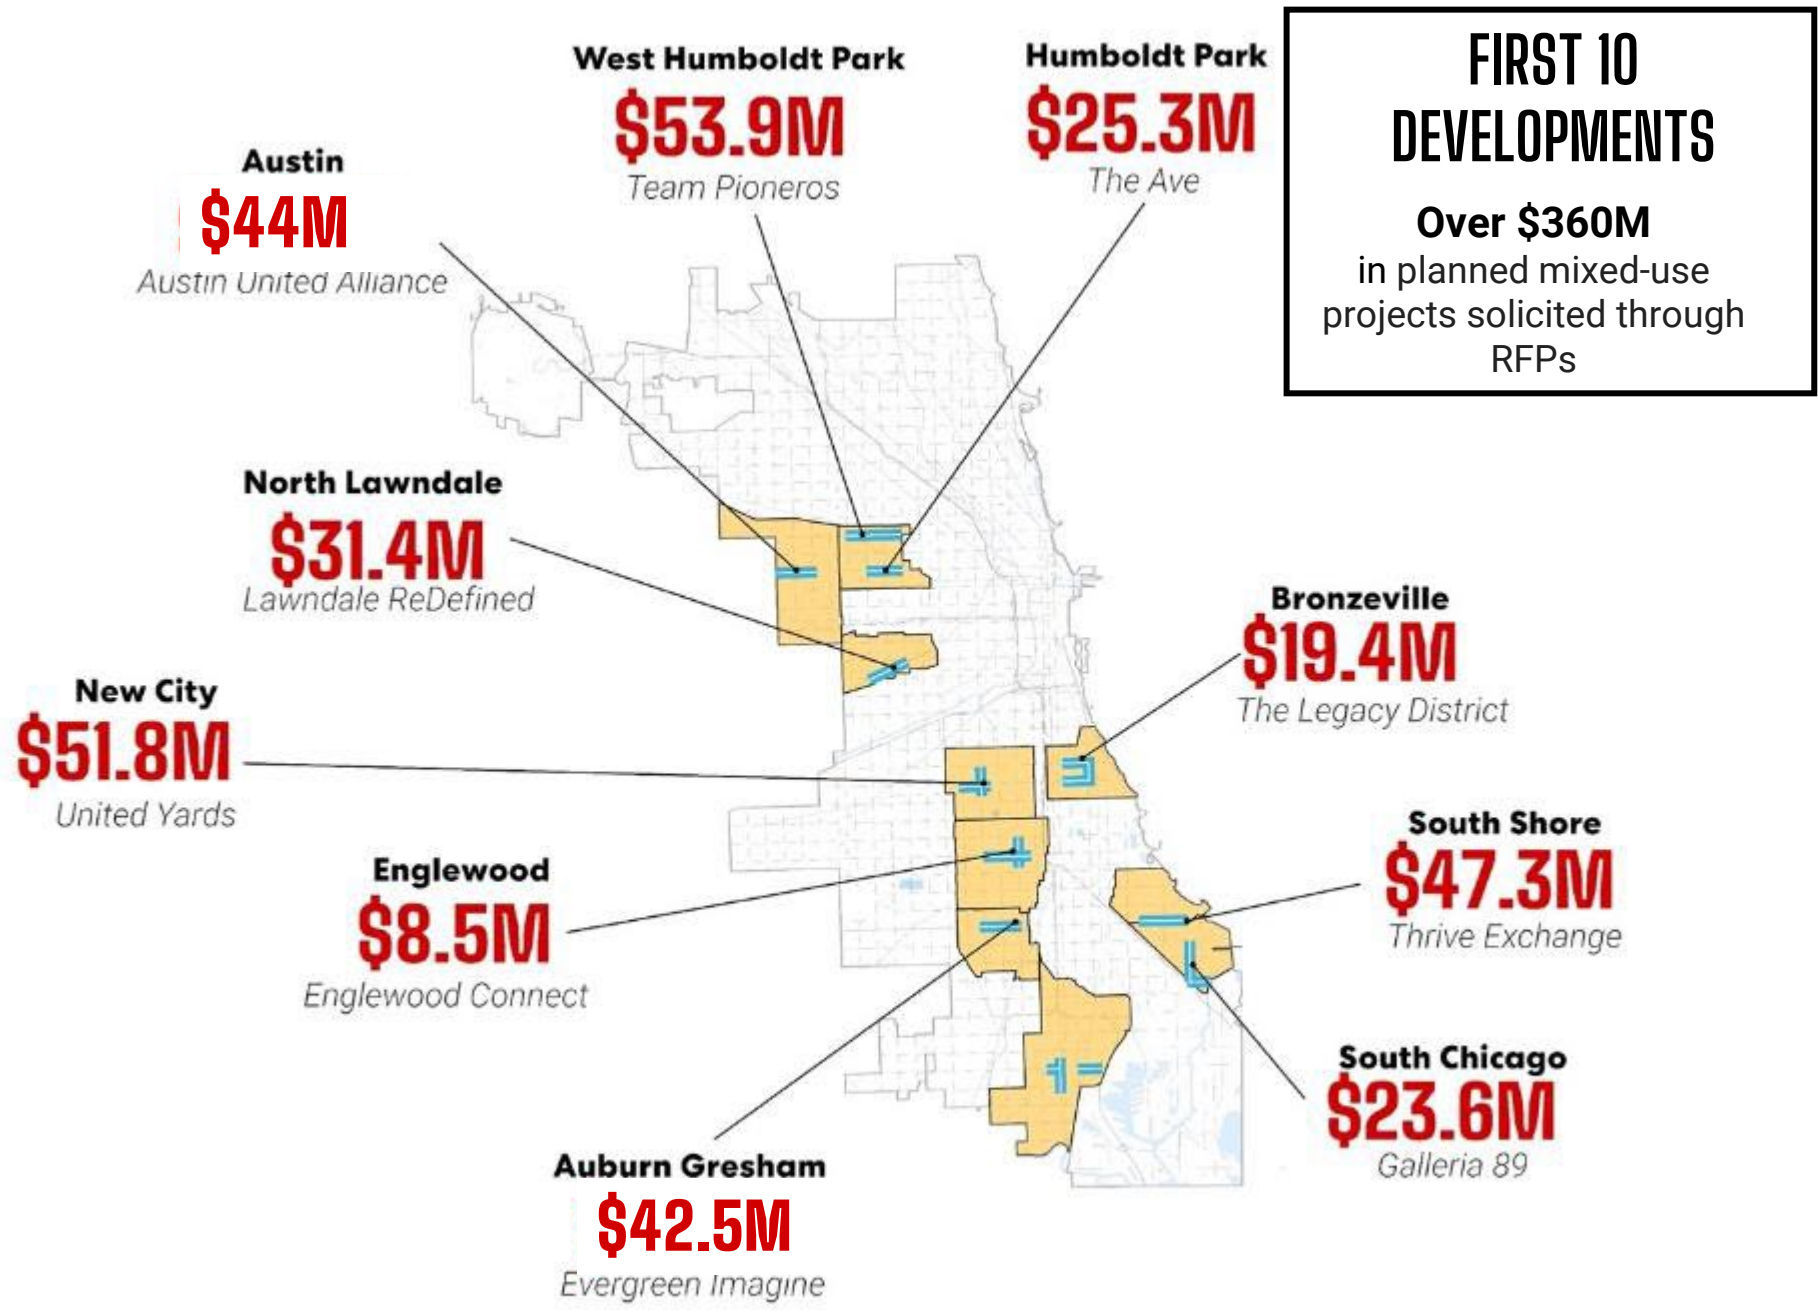 West Humboldt Park
$53.9M
Team Pioneros
Humboldt Park
$25.3M
The Ave
FIRST 10
DEVELOPMENTS
Over $360M
in planned mixed-use
projects solicited through
RFPs
Austin
$44M
Austin United Alliance
North Lawndale
$31.4M
Lawndale ReDefined
Bronzeville
$19.4M
The Legacy District
New City
$51.8M
United Yards
South Shore
$47.3M
Thrive Exchange
Englewood
$8.5M
Englewood Connect
South Chicago
$23.6M
Galleria 89
Auburn Gresham
$42.5M
Evergreen Imagine